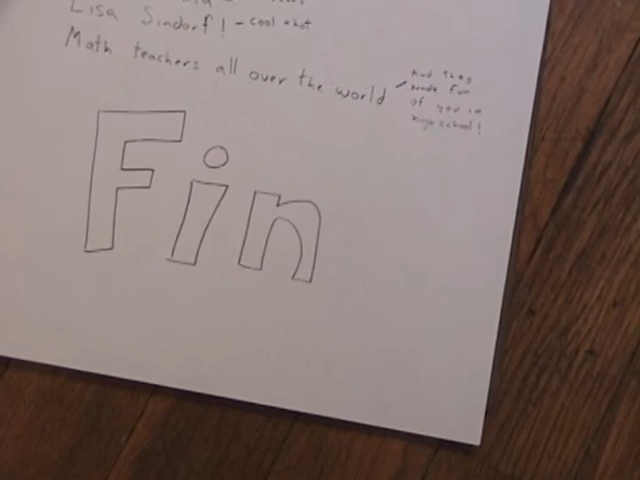 Lisa Sindorf! - cool shot
Math teachers all over the world
And they
made fun
of you in
high school!
Fin